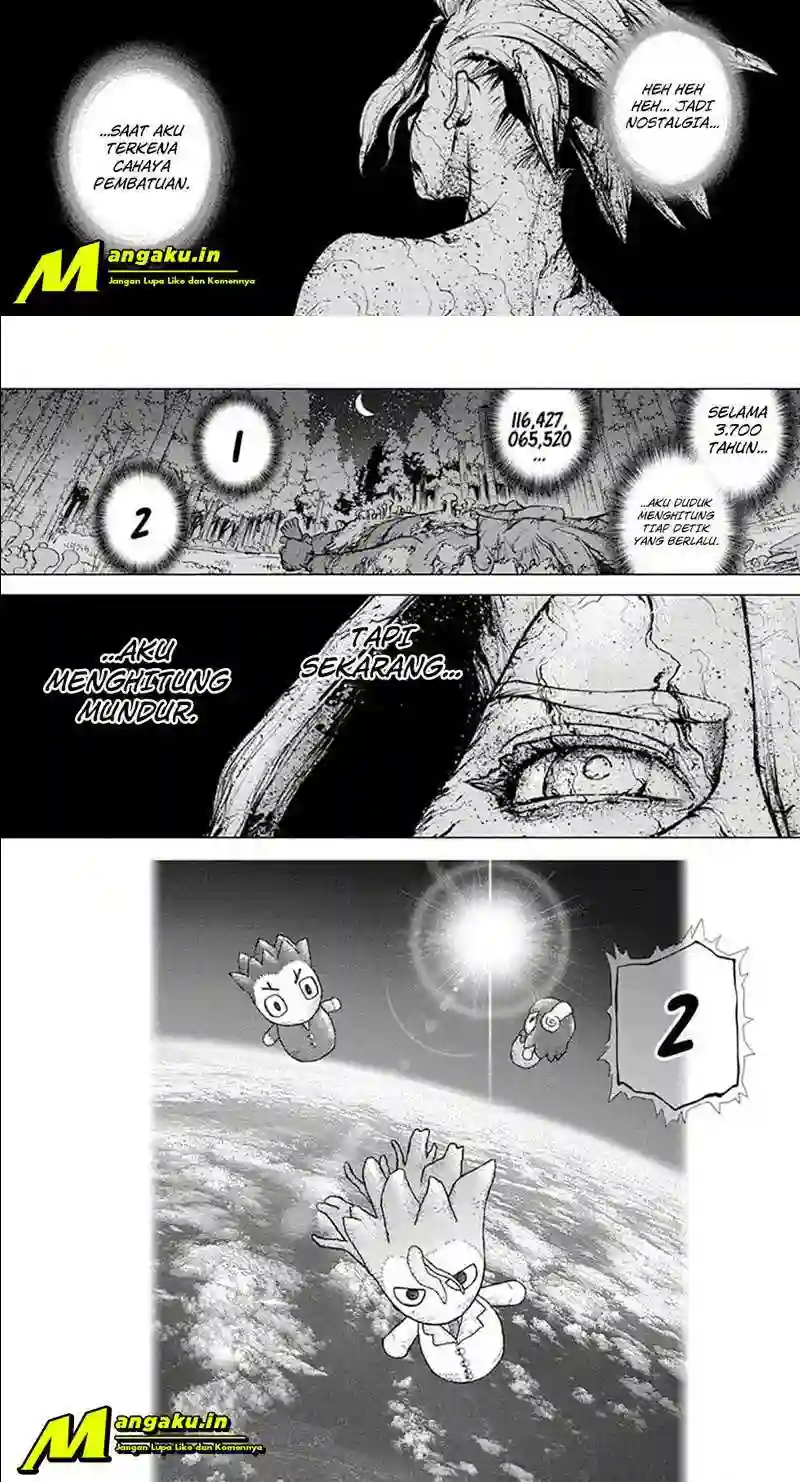 HEH HEH
HEH... JADI
NOSTALGIA...
...SAAT AKU
TERKENA
CAHAYA
PEMBATUAN.
Mangaku.in
Jangan Lupa Like dan Komennya
SELAMA
3.700
TAHUN...
...AKU DUDUK
MENGHITUNG
TIAP DETIK
YANG BERLALU.
116,427,
065,520
...
1
2
TAPI
SEKARANG...
...AKU
MENGHITUNG
MUNDUR.
2
Mangaku.in
Jangan Lupa Like dan Komennya